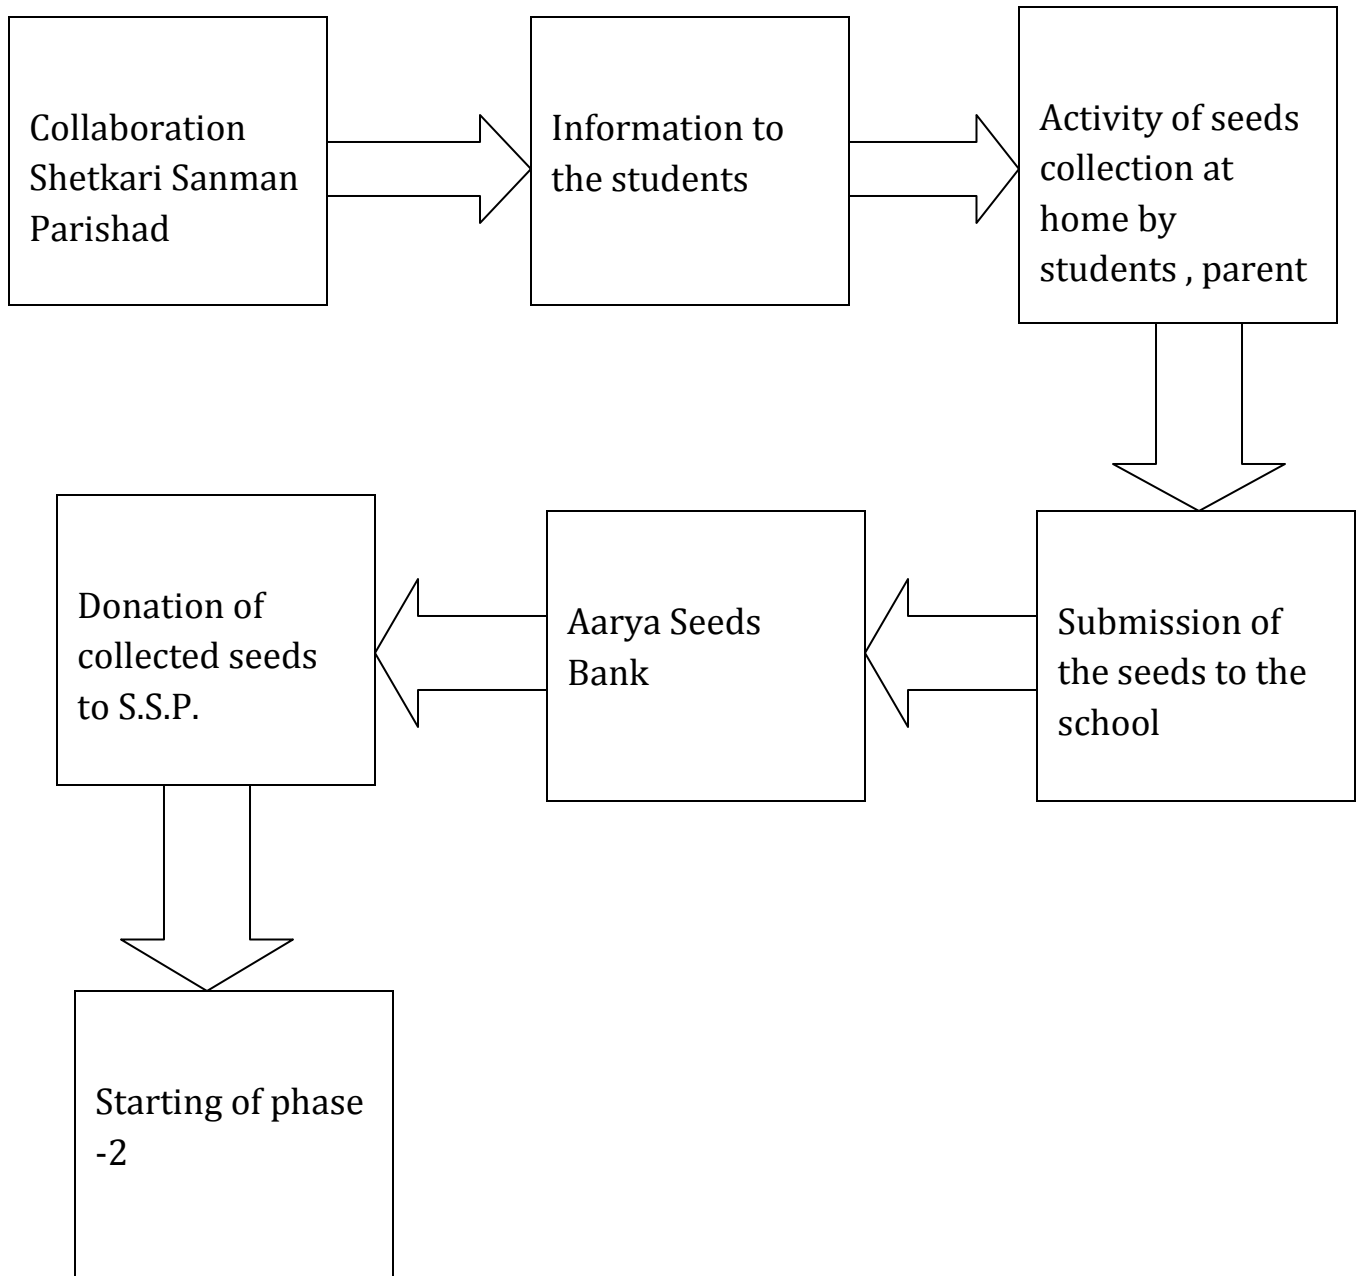 Collaboration
Shetkari Sanman
Parishad
Information to
the students
Activity of seeds
collection at
home by
students , parent
Submission of
the seeds to the
school
Aarya Seeds
Bank
Donation of
collected seeds
to S.S.P.
Starting of phase
-2